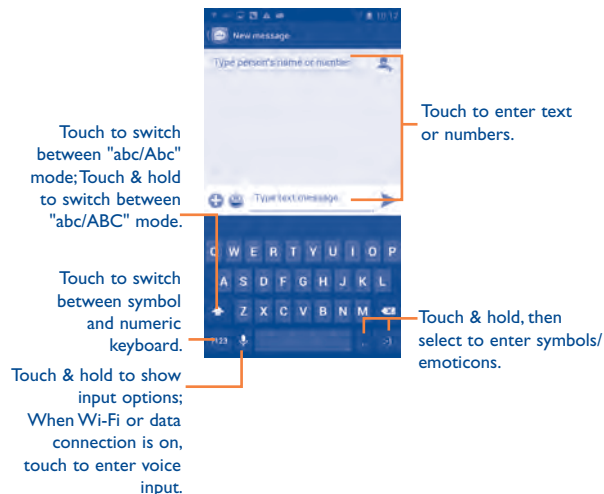 10:12
New message
Type person's name or number
Touch to enter text
or numbers.
Touch to switch
between "abc/Abc"
mode;Touch & hold
to switch between
"abc/ABC" mode.
Type text message
Q W E R T Y U I O P
A S D F G H J K L
Z X C V B N M
?123 . :-)
Touch to switch
between symbol
and numeric
keyboard.
Touch & hold, then
select to enter symbols/
emoticons.
Touch & hold to show
input options;
When Wi-Fi or data
connection is on,
touch to enter voice
input.